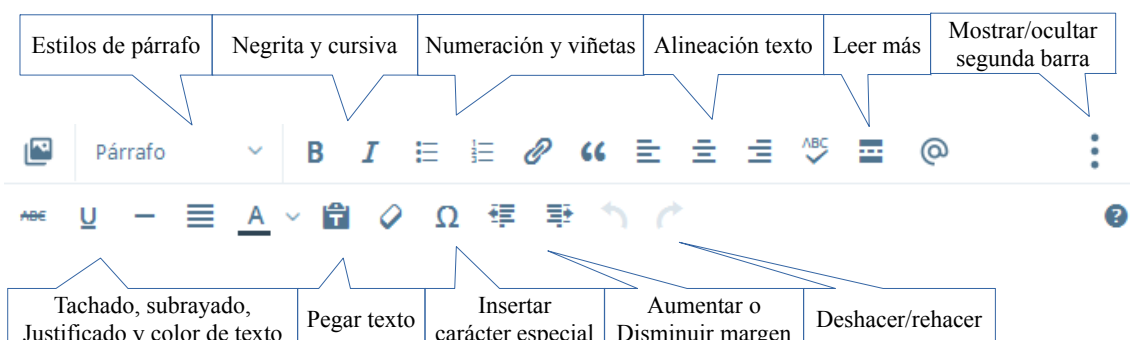 Estilos de párrafo
Negrita y cursiva
Numeración y viñetas
Alineación texto
Leer más
Mostrar/ocultar
segunda barra
Párrafo
B I ABC @
ABC U A T Ω ?
Tachado, subrayado,
Justificado y color de texto
Pegar texto
Insertar
carácter especial
Aumentar o
Disminuir margen
Deshacer/rehacer